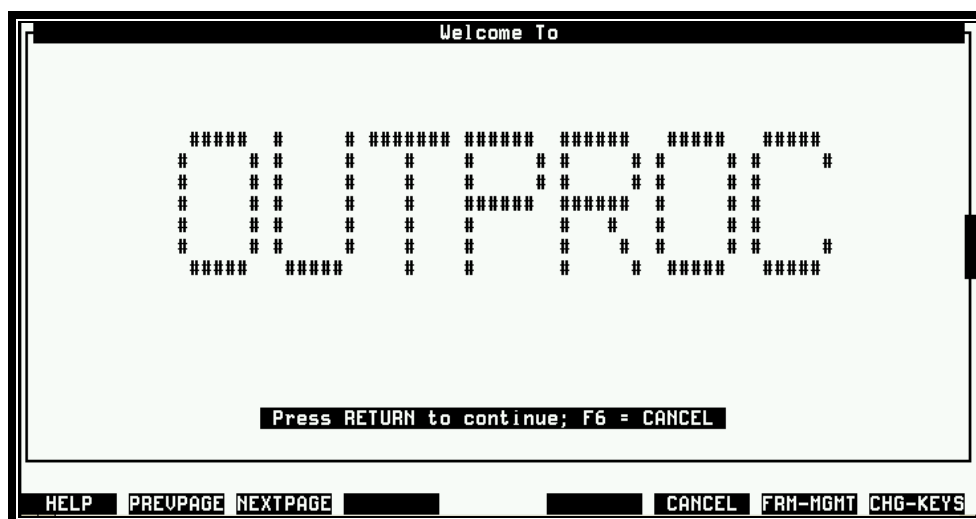 Welcome To
OUTPROC
Press RETURN to continue; F6 = CANCEL
HELP PREVPAGE NEXTPAGE CANCEL FRM-MGMT CHG-KEYS